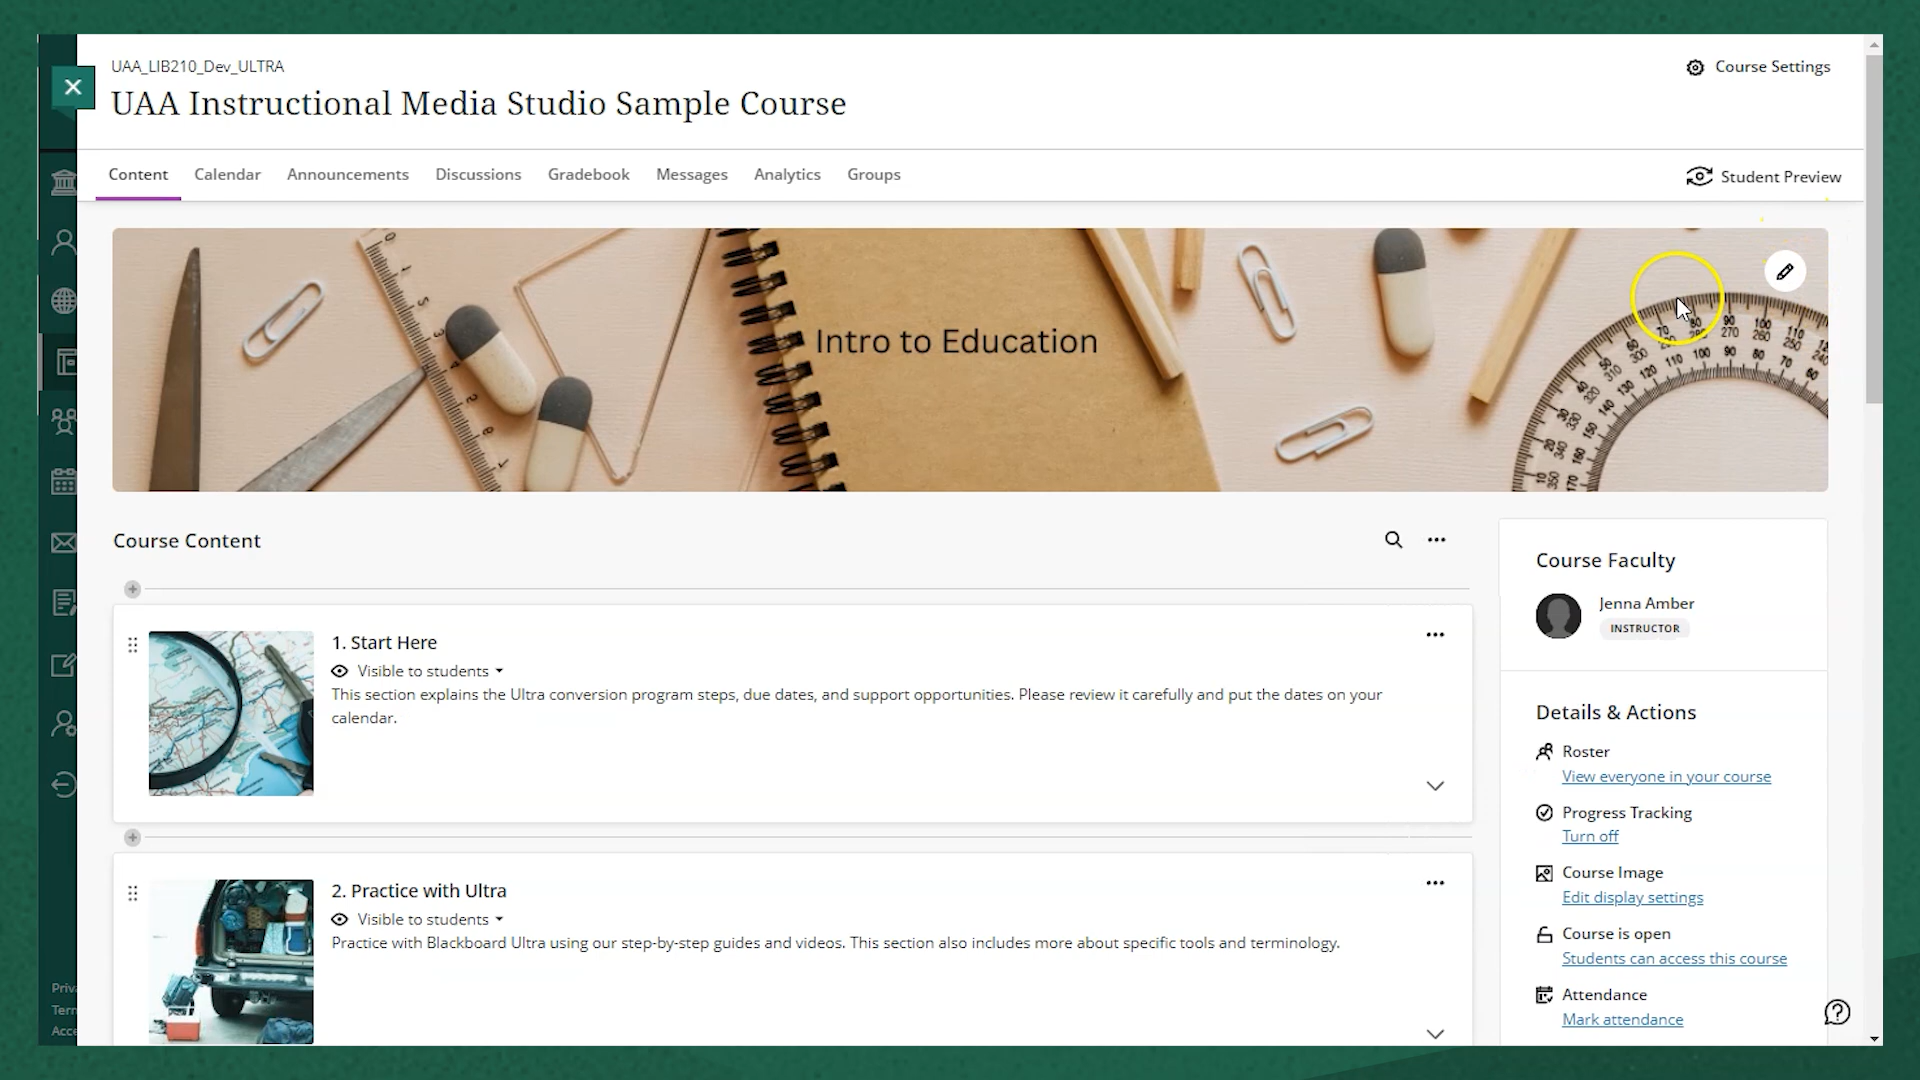 UAA_LIB210_Dev_ULTRA
Course Settings
UAA Instructional Media Studio Sample Course
Content
Calendar
Announcements
Discussions
Gradebook
Messages
Analytics
Groups
Student Preview
Intro to Education
Course Content
1. Start Here
Visible to students
This section explains the Ultra conversion program steps, due dates, and support opportunities. Please review it carefully and put the dates on your
calendar.
2. Practice with Ultra
Visible to students
Practice with Blackboard Ultra using our step-by-step guides and videos. This section also includes more about specific tools and terminology.
Course Faculty
Jenna Amber
INSTRUCTOR
Details & Actions
Roster
View everyone in your course
Progress Tracking
Turn off
Course Image
Edit display settings
Course is open
Students can access this course
Attendance
Mark attendance
Priv
Tern
Acce